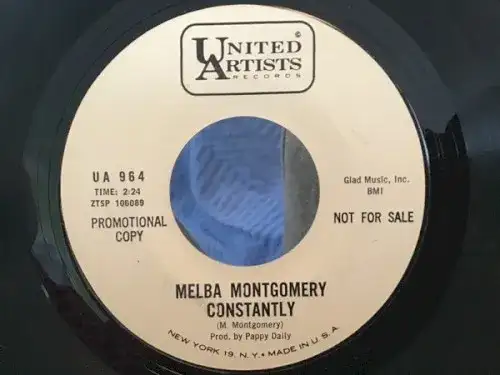 UNITED
ARTISTS
RECORDS
UA 964
TIME: 2:24
ZTSP 106089
PROMOTIONAL
COPY
Glad Music, Inc.
BMI
NOT FOR SALE
MELBA MONTGOMERY
CONSTANTLY
(M. Montgomery)
Prod. by Pappy Daily
NEW YORK 19, N.Y. • MADE IN U.S.A.